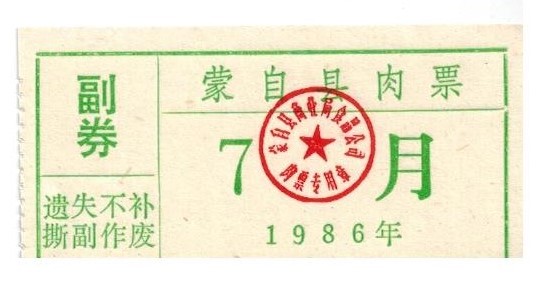 副券
遗失不补
撕副作废
蒙自县肉票
7月
蒙自县商业局食品公司
肉票专用章
1986年